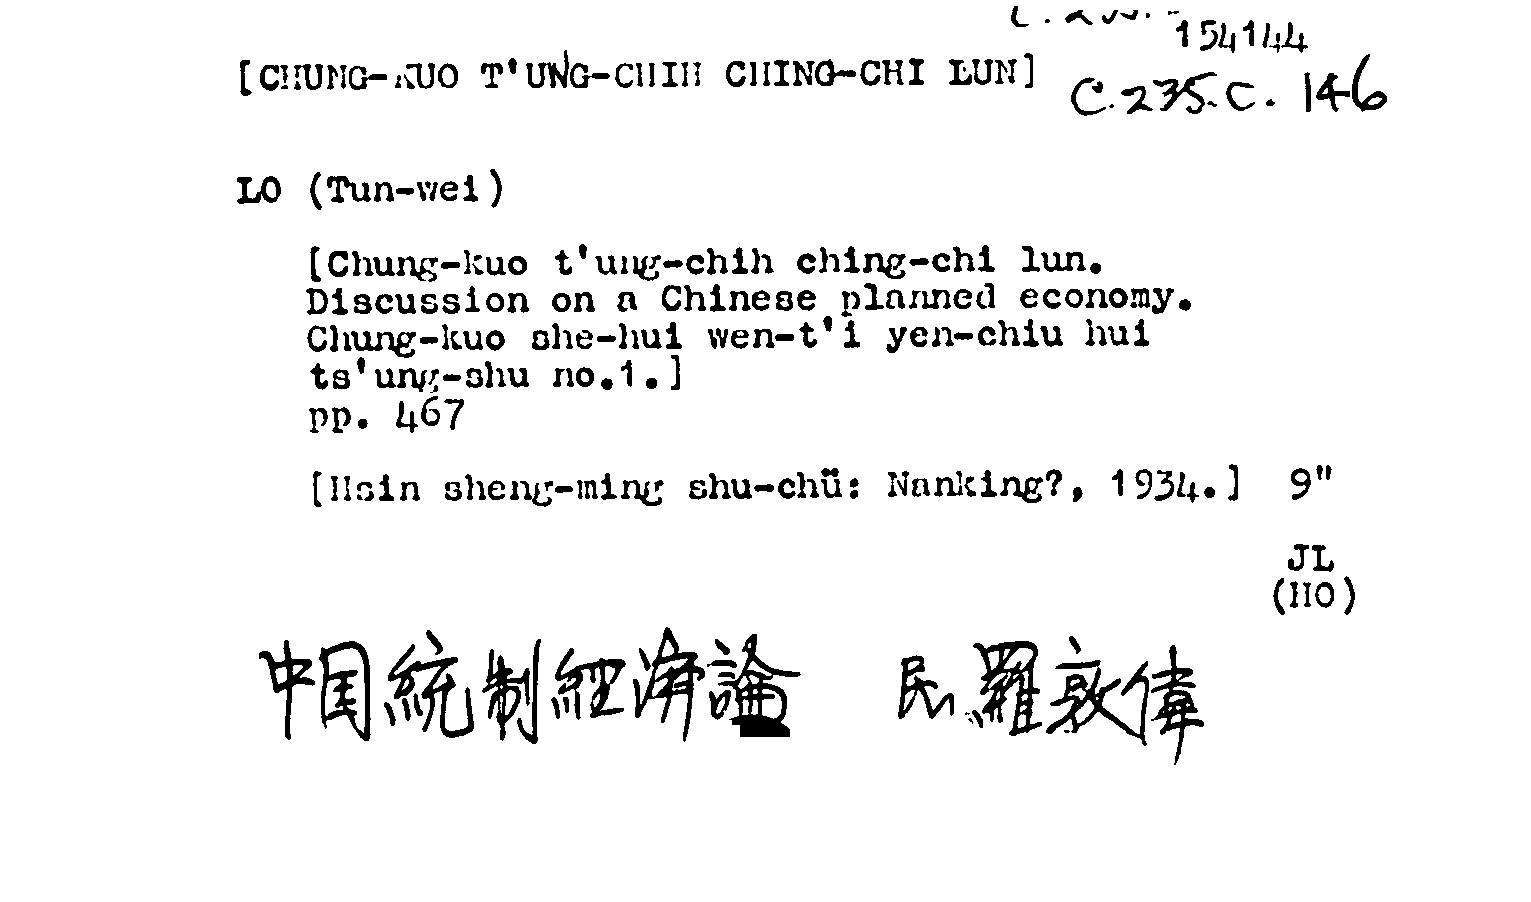 154144
[CHUNG-KUO T'UNG-CHIH CHING-CHI LUN]
C.235.C.146
LO (Tun-wei)
[Chung-kuo t'ung-chih ching-chi lun.
Discussion on a Chinese planned economy.
Chung-kuo she-hui wen-t'i yen-chiu hui
ts'ung-shu no.1.]
pp. 467
[Hsin sheng-ming shu-chü: Nanking?, 1934.] 9"
JL
(HO)
中国統制經濟論 民 羅敦偉